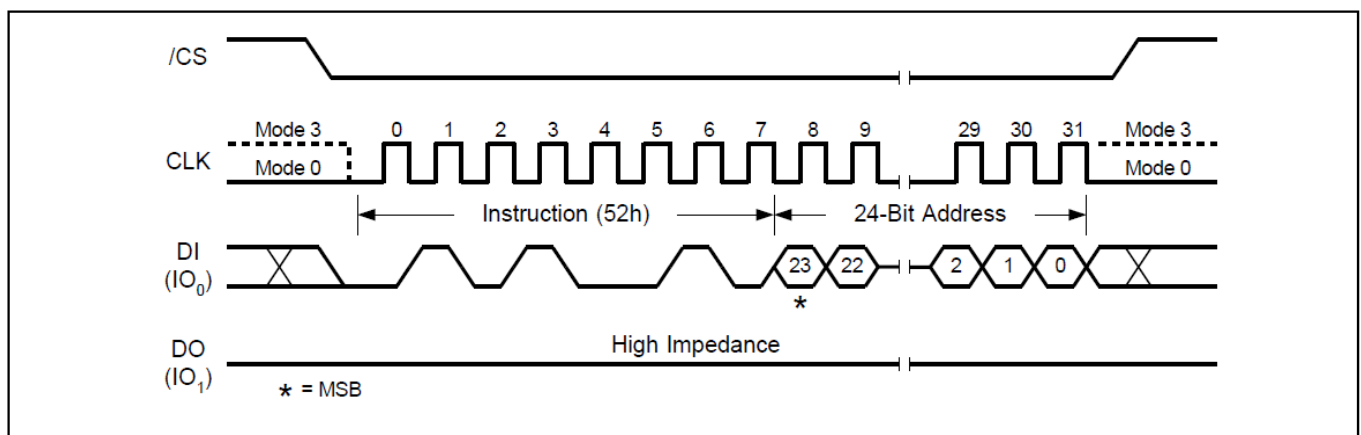 /CS
Mode 3 0 1 2 3 4 5 6 7 8 9 29 30 31 Mode 3
CLK
Mode 0 Mode 0
Instruction (52h) 24-Bit Address
DI
(IO0) 23 22 2 1 0
*
DO High Impedance
(IO1)
* = MSB